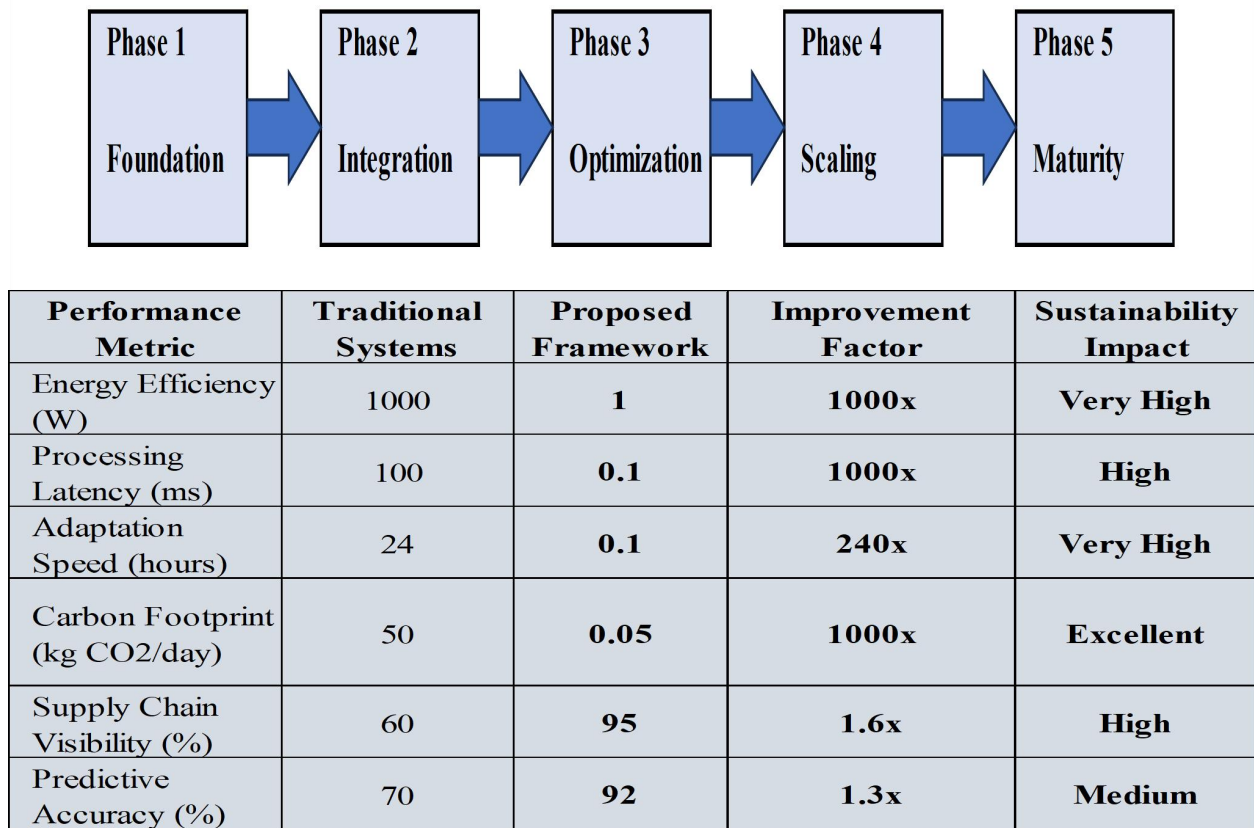 Phase 1
Foundation
Phase 2
Integration
Phase 3
Optimization
Phase 4
Scaling
Phase 5
Maturity
Performance
Metric
Traditional
Systems
Proposed
Framework
Improvement
Factor
Sustainability
Impact
Energy Efficiency
(W)
1000
1
1000x
Very High
Processing
Latency (ms)
100
0.1
1000x
High
Adaptation
Speed (hours)
24
0.1
240x
Very High
Carbon Footprint
(kg CO2/day)
50
0.05
1000x
Excellent
Supply Chain
Visibility (%)
60
95
1.6x
High
Predictive
Accuracy (%)
70
92
1.3x
Medium